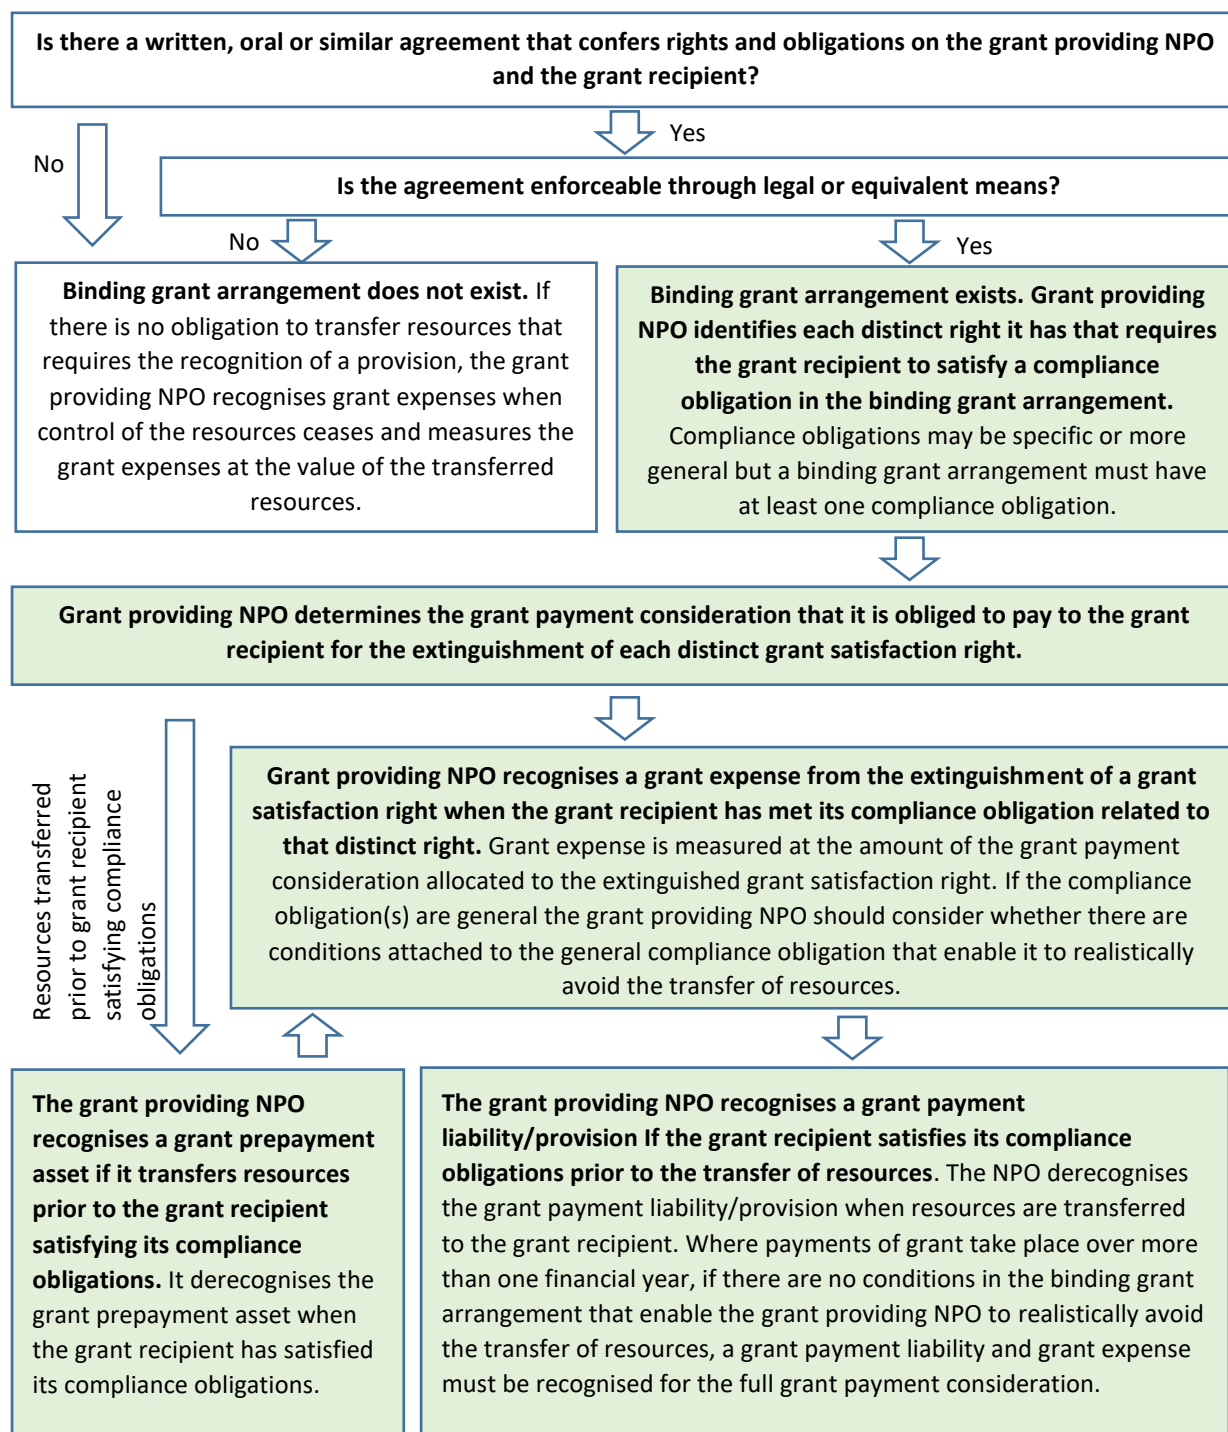 Is there a written, oral or similar agreement that confers rights and obligations on the grant providing NPO
and the grant recipient?
No
Yes
Is the agreement enforceable through legal or equivalent means?
No
Yes
Binding grant arrangement does not exist. If
there is no obligation to transfer resources that
requires the recognition of a provision, the grant
providing NPO recognises grant expenses when
control of the resources ceases and measures the
grant expenses at the value of the transferred
resources.
Binding grant arrangement exists. Grant providing
NPO identifies each distinct right it has that requires
the grant recipient to satisfy a compliance
obligation in the binding grant arrangement.
Compliance obligations may be specific or more
general but a binding grant arrangement must have
at least one compliance obligation.
Grant providing NPO determines the grant payment consideration that it is obliged to pay to the grant
recipient for the extinguishment of each distinct grant satisfaction right.
Resources transferred
prior to grant recipient
satisfying compliance
obligations
Grant providing NPO recognises a grant expense from the extinguishment of a grant
satisfaction right when the grant recipient has met its compliance obligation related to
that distinct right. Grant expense is measured at the amount of the grant payment
consideration allocated to the extinguished grant satisfaction right. If the compliance
obligation(s) are general the grant providing NPO should consider whether there are
conditions attached to the general compliance obligation that enable it to realistically
avoid the transfer of resources.
The grant providing NPO
recognises a grant prepayment
asset if it transfers resources
prior to the grant recipient
satisfying its compliance
obligations. It derecognises the
grant prepayment asset when
the grant recipient has satisfied
its compliance obligations.
The grant providing NPO recognises a grant payment
liability/provision If the grant recipient satisfies its compliance
obligations prior to the transfer of resources. The NPO derecognises
the grant payment liability/provision when resources are transferred
to the grant recipient. Where payments of grant take place over more
than one financial year, if there are no conditions in the binding grant
arrangement that enable the grant providing NPO to realistically avoid
the transfer of resources, a grant payment liability and grant expense
must be recognised for the full grant payment consideration.